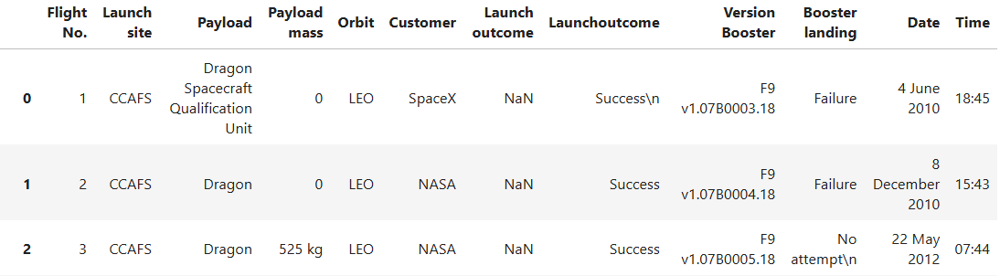 Flight No. Launch site Payload Payload mass Orbit Customer Launch outcome Launchoutcome Version Booster Booster landing Date Time
0 1 CCAFS Dragon Spacecraft Qualification Unit 0 LEO SpaceX NaN Success\n F9 v1.07B0003.18 Failure 4 June 2010 18:45
1 2 CCAFS Dragon 0 LEO NASA NaN Success F9 v1.07B0004.18 Failure 8 December 2010 15:43
2 3 CCAFS Dragon 525 kg LEO NASA NaN Success F9 v1.07B0005.18 No attempt\n 22 May 2012 07:44